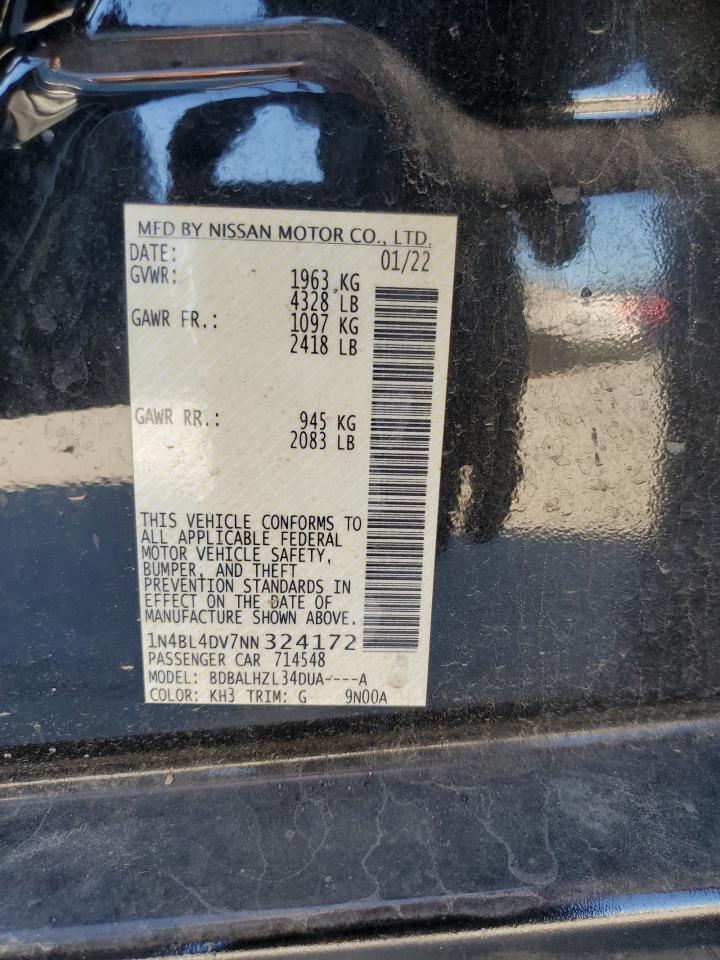 MFD BY NISSAN MOTOR CO., LTD.
DATE: 01/22
GVWR: 1963 KG
4328 LB
GAWR FR.: 1097 KG
2418 LB
GAWR RR.: 945 KG
2083 LB
THIS VEHICLE CONFORMS TO
ALL APPLICABLE FEDERAL
MOTOR VEHICLE SAFETY,
BUMPER, AND THEFT
PREVENTION STANDARDS IN
EFFECT ON THE DATE OF
MANUFACTURE SHOWN ABOVE.
1N4BL4DV7NN324172
PASSENGER CAR 714548
MODEL: BDBALHZL34DUA----A
COLOR: KH3 TRIM: G 9N00A